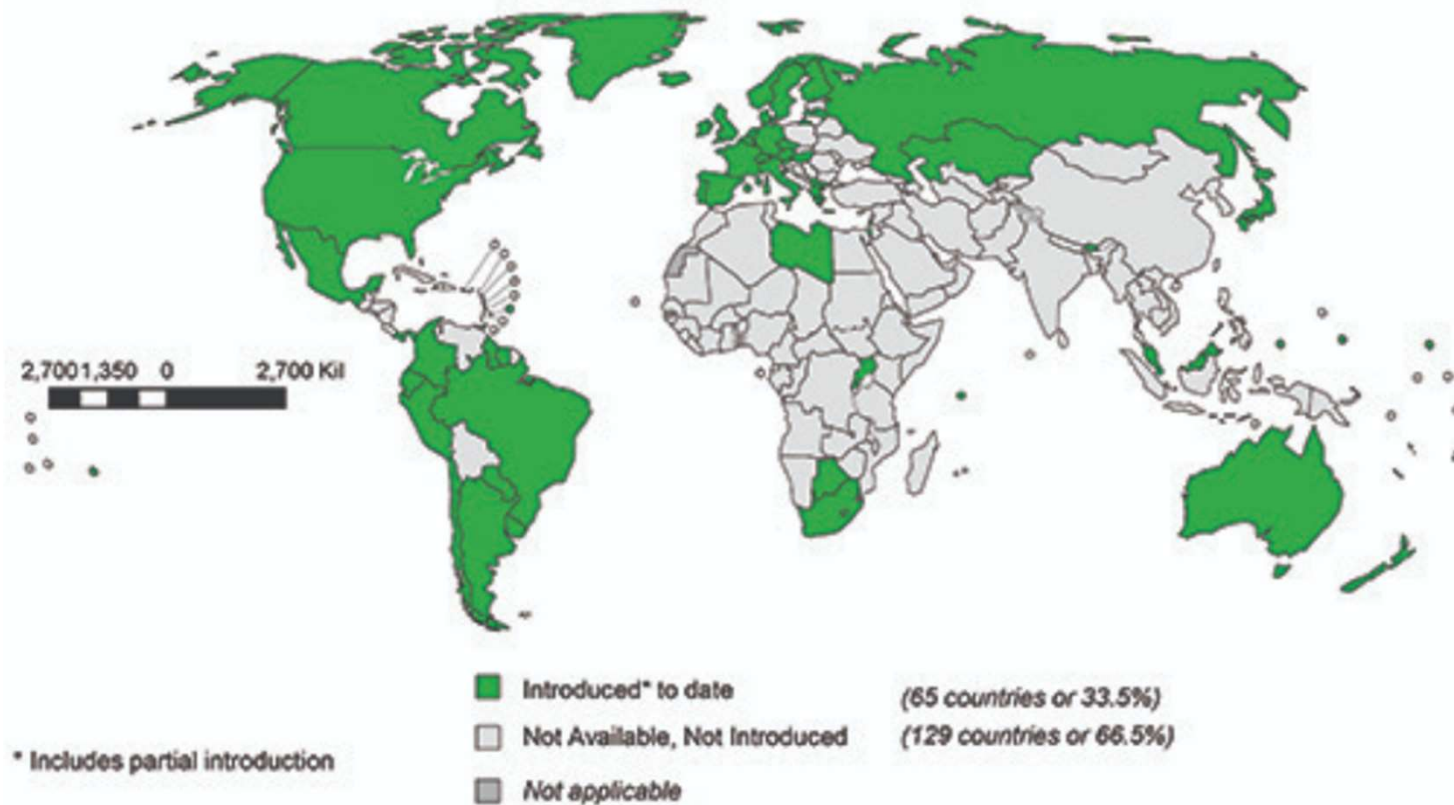 2,7001,350 0 2,700 Kil
Introduced* to date (65 countries or 33.5%)
Not Available, Not Introduced (129 countries or 66.5%)
* Includes partial introduction
Not applicable